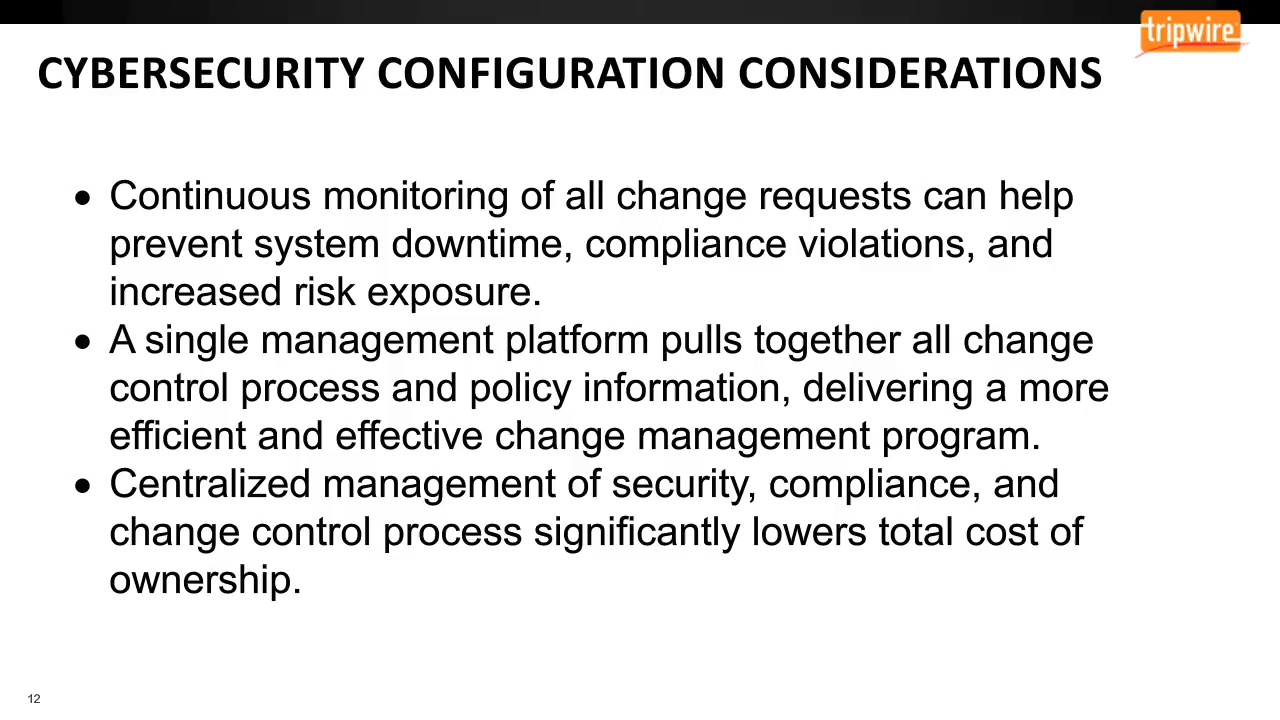 tripwire
CYBERSECURITY CONFIGURATION CONSIDERATIONS
• Continuous monitoring of all change requests can help
prevent system downtime, compliance violations, and
increased risk exposure.
• A single management platform pulls together all change
control process and policy information, delivering a more
efficient and effective change management program.
• Centralized management of security, compliance, and
change control process significantly lowers total cost of
ownership.
12